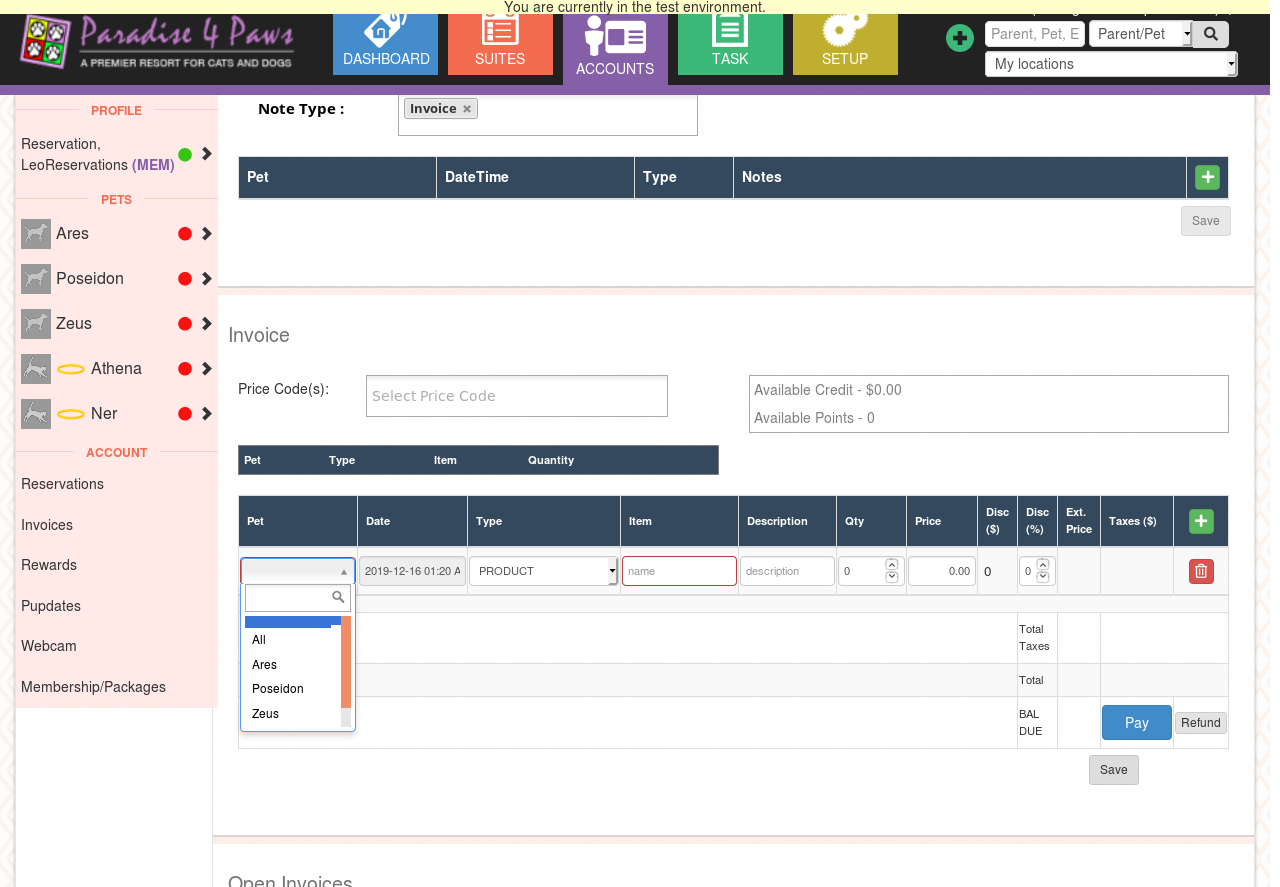 You are currently in the test environment.
Paradise 4 Paws
A PREMIER RESORT FOR CATS AND DOGS
DASHBOARD
SUITES
ACCOUNTS
TASK
SETUP
Parent, Pet, E
Parent/Pet
My locations
PROFILE
Reservation,
LeoReservations (MEM)
PETS
Ares
Poseidon
Zeus
Athena
Ner
ACCOUNT
Reservations
Invoices
Rewards
Pupdates
Webcam
Membership/Packages
Note Type :
Invoice
Pet DateTime Type Notes
Save
Invoice
Price Code(s):
Select Price Code
Available Credit - $0.00
Available Points - 0
Pet Type Item Quantity
Pet Date Type Item Description Qty Price Disc ($) Disc (%) Ext. Price Taxes ($)
2019-12-16 01:20 A PRODUCT name description 0 0.00 0 0
All
Ares
Poseidon
Zeus
Total
Taxes
Total
BAL
DUE
Pay
Refund
Save
Open Invoices